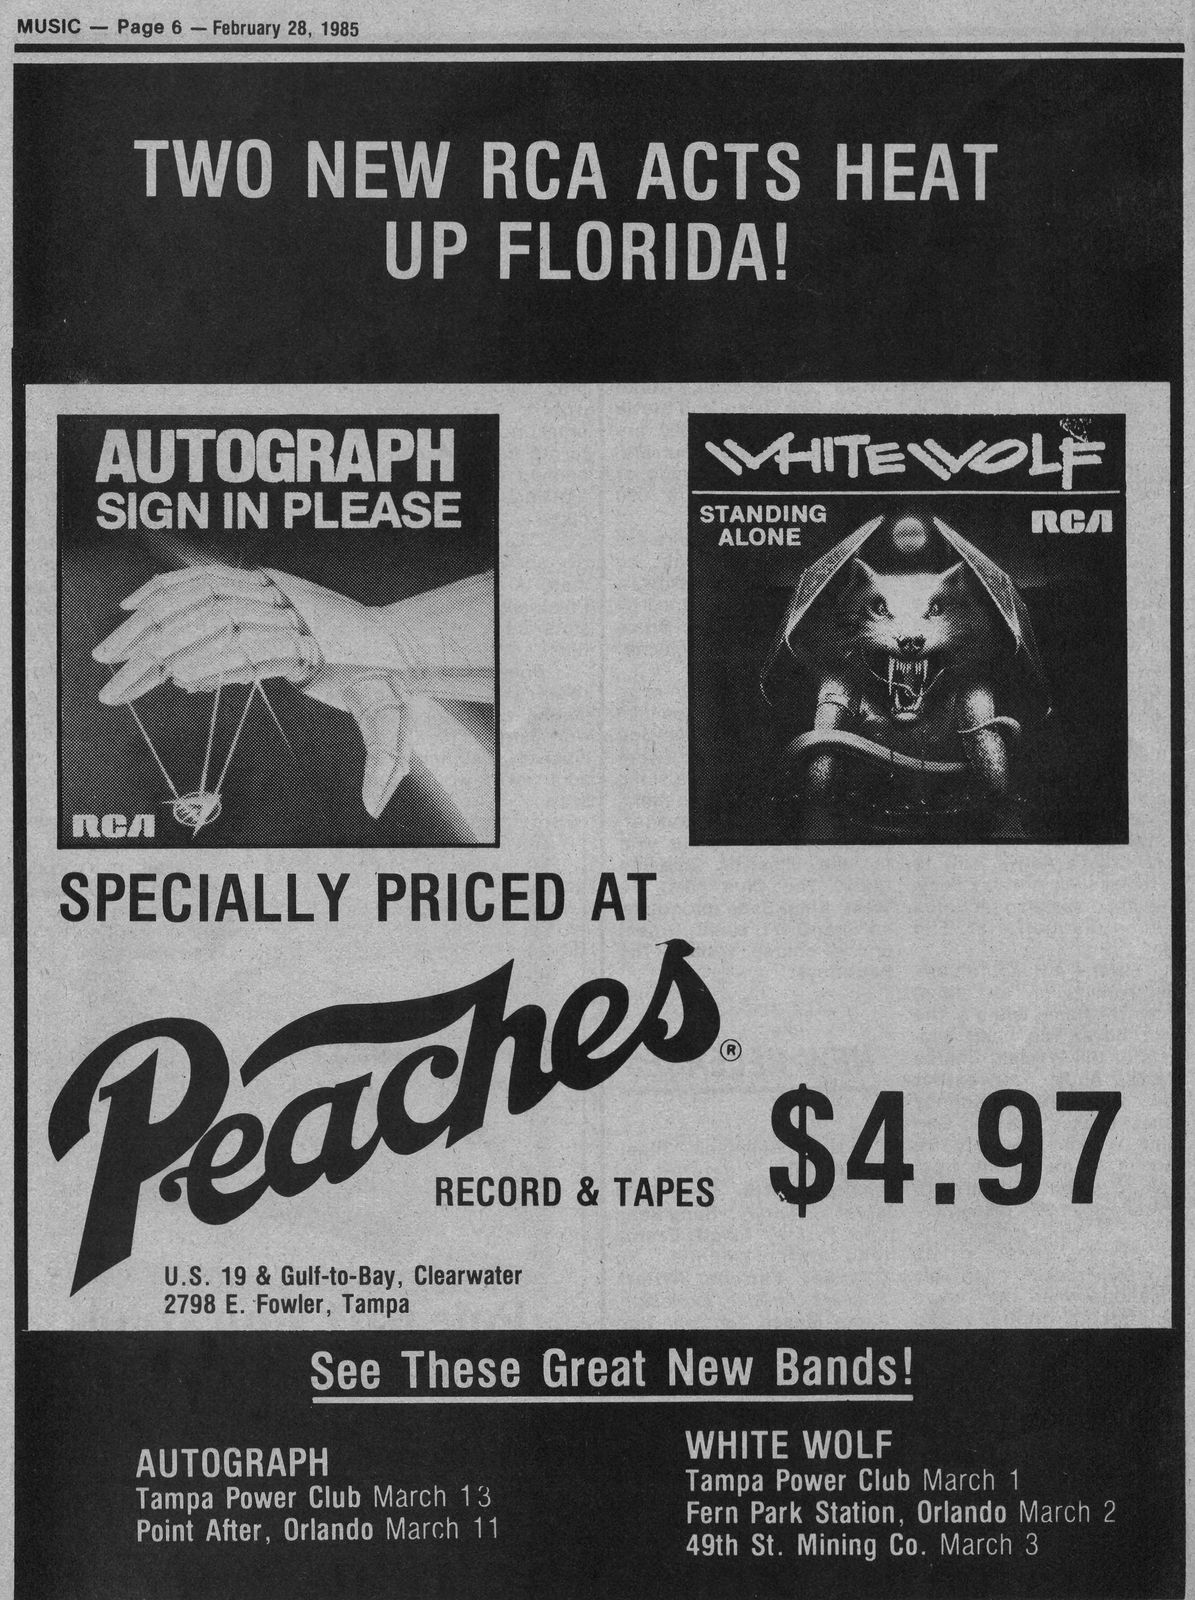 MUSIC — Page 6 — February 28, 1985
TWO NEW RCA ACTS HEAT
UP FLORIDA!
AUTOGRAPH
SIGN IN PLEASE
RCA
WHITE WOLF
STANDING
ALONE
RCA
SPECIALLY PRICED AT
Peaches ®
RECORD & TAPES
$4.97
U.S. 19 & Gulf-to-Bay, Clearwater
2798 E. Fowler, Tampa
See These Great New Bands!
AUTOGRAPH
Tampa Power Club March 13
Point After, Orlando March 11
WHITE WOLF
Tampa Power Club March 1
Fern Park Station, Orlando March 2
49th St. Mining Co. March 3